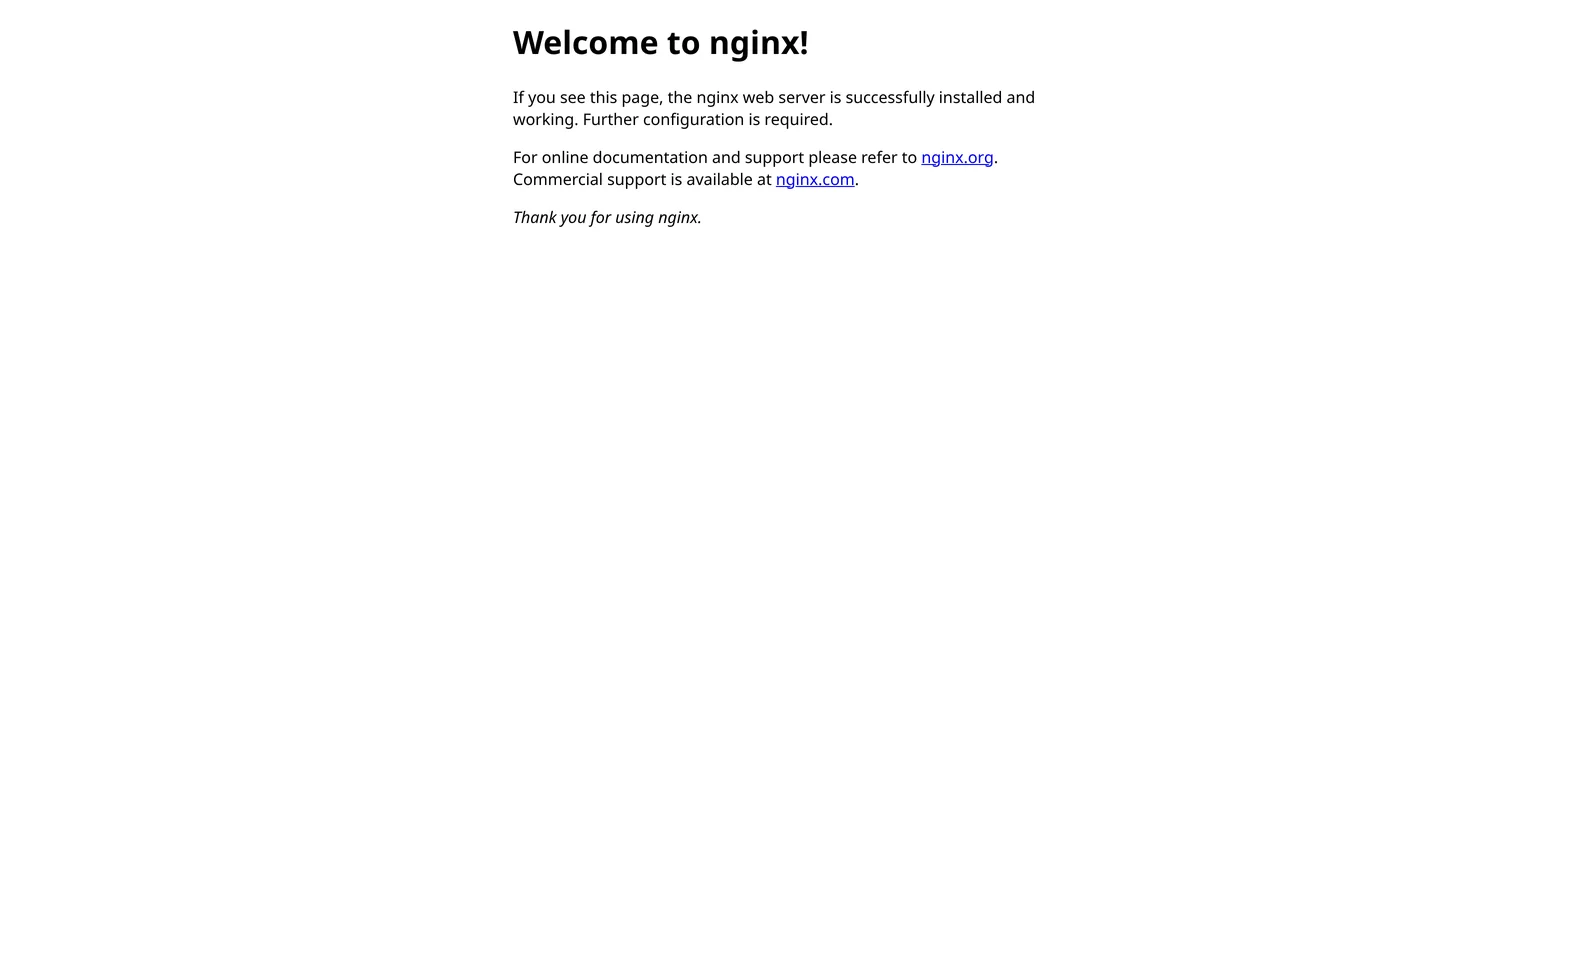 Welcome to nginx!
If you see this page, the nginx web server is successfully installed and
working. Further configuration is required.
For online documentation and support please refer to nginx.org.
Commercial support is available at nginx.com.
Thank you for using nginx.